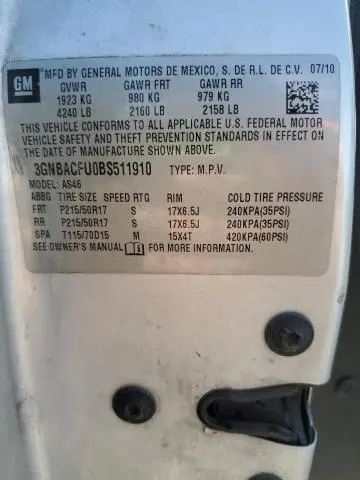 GM MFD BY GENERAL MOTORS DE MEXICO, S. DE R.L. DE C.V. 07/10
GVWR GAWR FRT GAWR RR
1923 KG 980 KG 979 KG
4240 LB 2160 LB 2158 LB
THIS VEHICLE CONFORMS TO ALL APPLICABLE U.S. FEDERAL MOTOR
VEHICLE SAFETY AND THEFT PREVENTION STANDARDS IN EFFECT ON
THE DATE OF MANUFACTURE SHOWN ABOVE.
3GNBACFU0BS511910 TYPE: M.P.V.
MODEL: AS46
ABBG TIRE SIZE SPEED RTG RIM COLD TIRE PRESSURE
FRT P215/50R17 S 17X6.5J 240KPA(35PSI)
RR P215/50R17 S 17X6.5J 240KPA(35PSI)
SPA T115/70D15 M 15X4T 420KPA(60PSI)
SEE OWNER'S MANUAL FOR MORE INFORMATION.